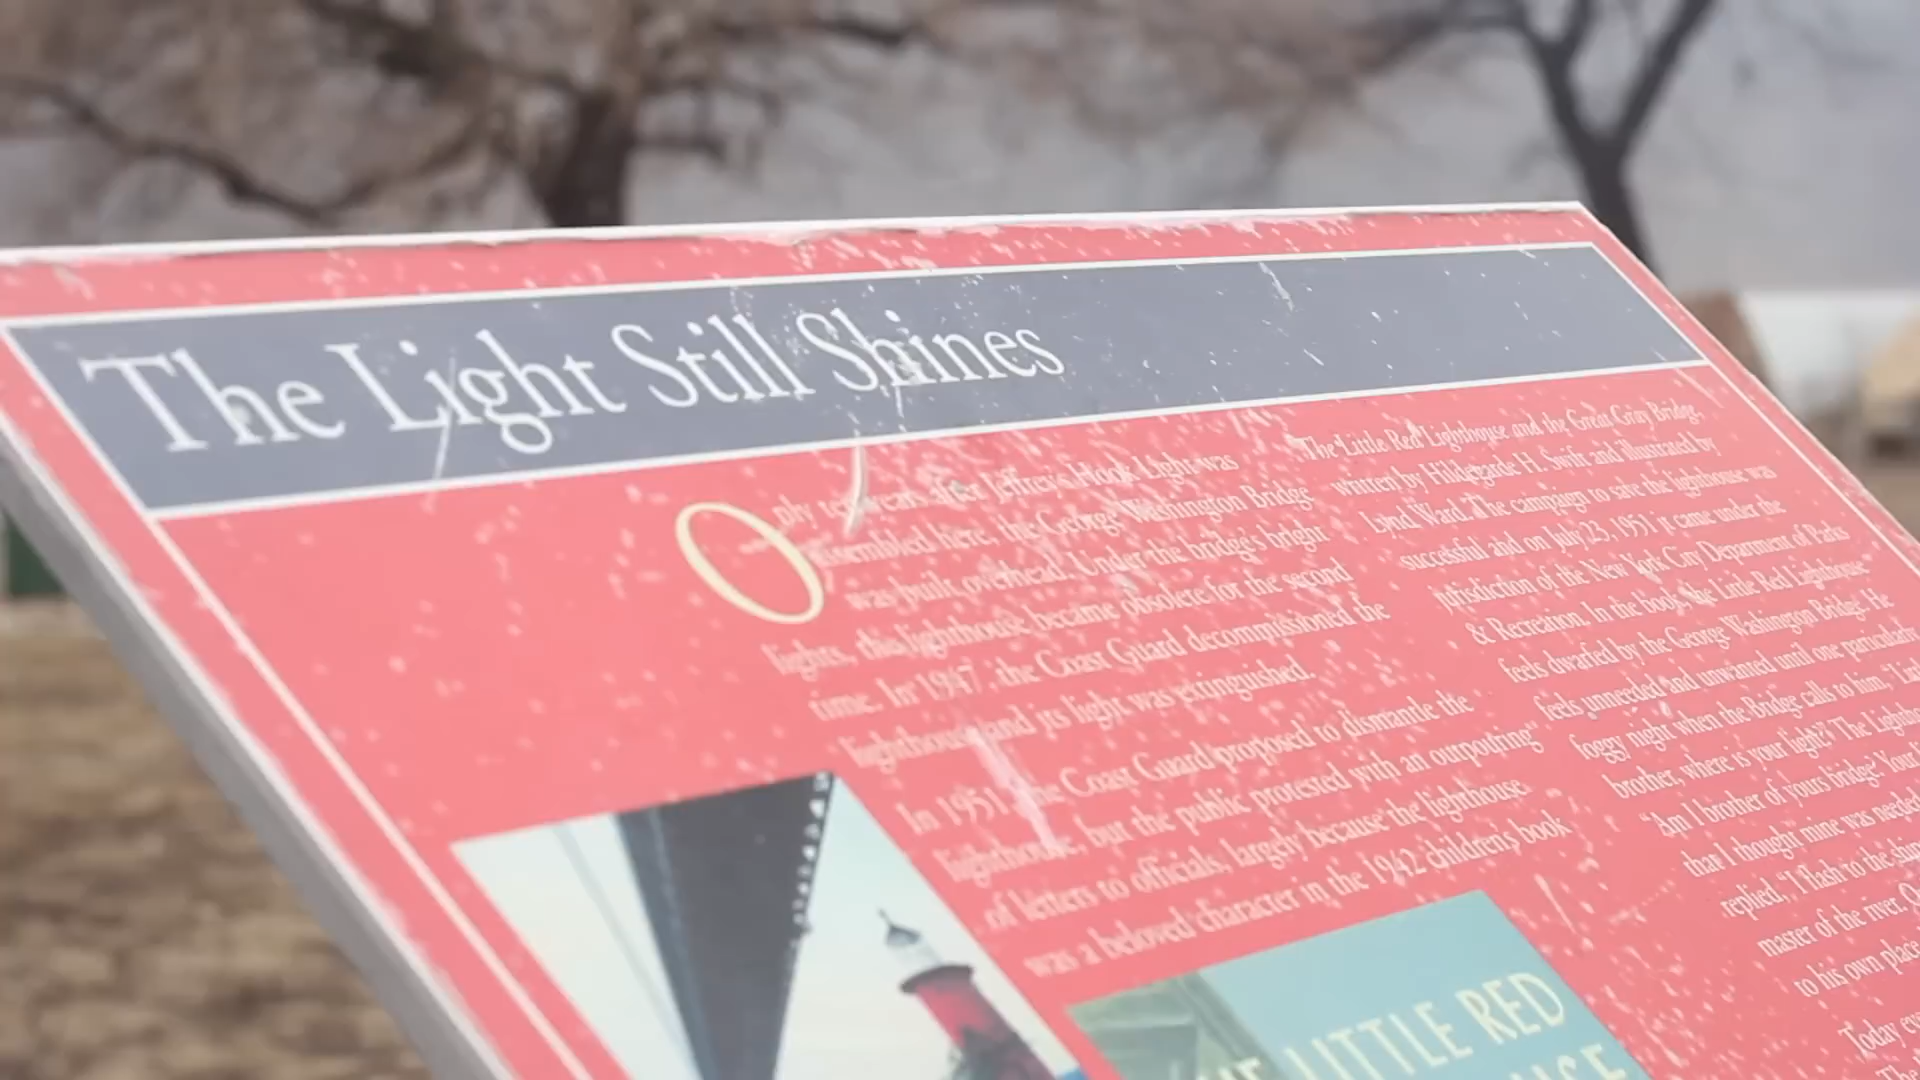 The Light Still Shines
Only ten years after Jeffrey's Hook Light was
assembled here, the George Washington Bridge
was built overhead. Under the bridge's bright
lights, this lighthouse became obsolete for the second
time. In 1947, the Coast Guard decommissioned the
lighthouse and its light was extinguished.
In 1951, the Coast Guard proposed to dismantle the
lighthouse, but the public protested with an outpouring
of letters to officials, largely because the lighthouse
was a beloved character in the 1942 children's book
The Little Red Lighthouse and the Great Gray Bridge,
written by Hildegarde H. Swift and illustrated by
Lynd Ward. The campaign to save the lighthouse was
successful and on July 23, 1951 it came under the
jurisdiction of the New York City Department of Parks
& Recreation. In the book, the Little Red Lighthouse
feels dwarfed by the George Washington Bridge. He
feels unneeded and unwanted until one particularly
foggy night when the Bridge calls to him, "Little
brother, where is your light?" The Lighthouse
"Am I brother of yours bridge? Your
that I thought mine was needed
replied, "I flash to the ships
master of the river.
to his own place
Today
The
LITTLE RED